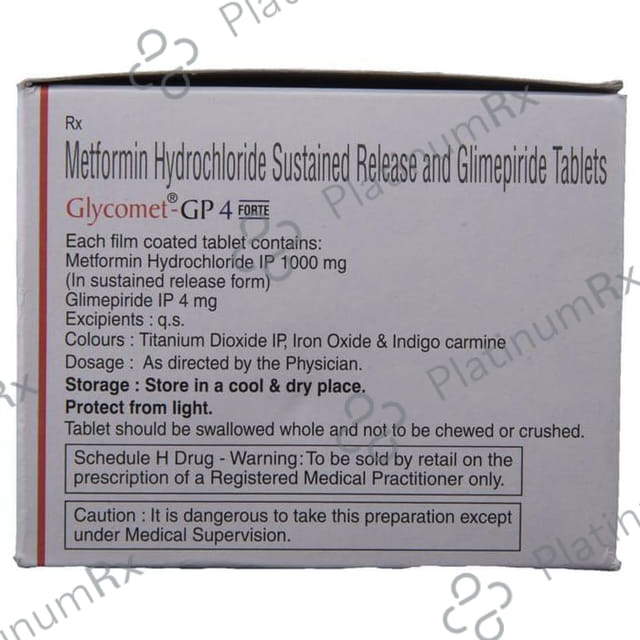 Rx
Metformin Hydrochloride Sustained Release and Glimepiride Tablets
Glycomet®-GP 4 FORTE
Each film coated tablet contains:
Metformin Hydrochloride IP 1000 mg
(In sustained release form)
Glimepiride IP 4 mg
Excipients : q.s.
Colours : Titanium Dioxide IP, Iron Oxide & Indigo carmine
Dosage : As directed by the Physician.
Storage : Store in a cool & dry place.
Protect from light.
Tablet should be swallowed whole and not to be chewed or crushed.
Schedule H Drug - Warning: To be sold by retail on the
prescription of a Registered Medical Practitioner only.
Caution : It is dangerous to take this preparation except
under Medical Supervision.
PlatinumRx
PlatinumRx
PlatinumRx
PlatinumRx
Rx
PlatinumRx